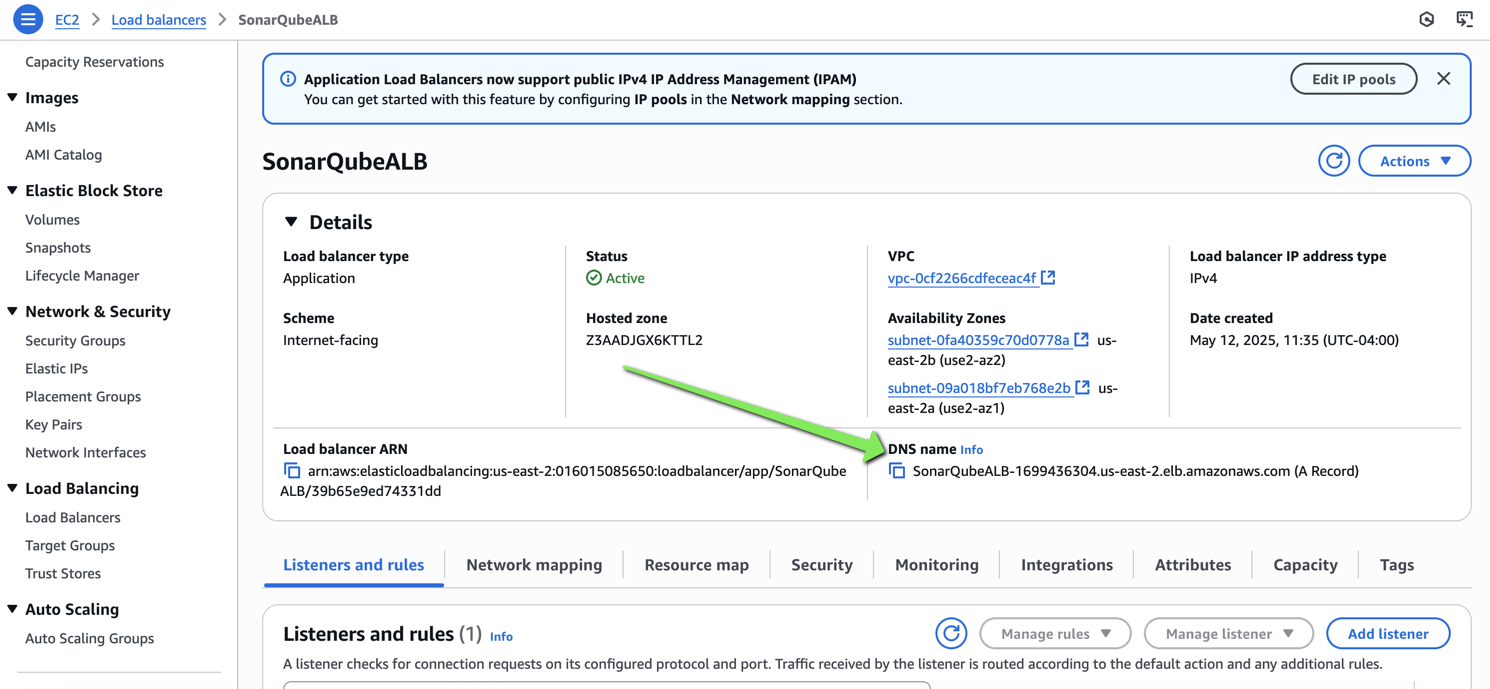 EC2 > Load balancers > SonarQubeALB
Capacity Reservations
Images
AMIs
AMI Catalog
Elastic Block Store
Volumes
Snapshots
Lifecycle Manager
Network & Security
Security Groups
Elastic IPs
Placement Groups
Key Pairs
Network Interfaces
Load Balancing
Load Balancers
Target Groups
Trust Stores
Auto Scaling
Auto Scaling Groups
Application Load Balancers now support public IPv4 IP Address Management (IPAM)
You can get started with this feature by configuring IP pools in the Network mapping section.
Edit IP pools
SonarQubeALB
Actions
Details
Load balancer type
Application
Status
Active
VPC
vpc-0cf2266cdfeceac4f
Load balancer IP address type
IPv4
Scheme
Internet-facing
Hosted zone
Z3AADJGX6KTTL2
Availability Zones
subnet-0fa40359c70d0778a us-
east-2b (use2-az2)
subnet-09a018bf7eb768e2b us-
east-2a (use2-az1)
Date created
May 12, 2025, 11:35 (UTC-04:00)
Load balancer ARN
arn:aws:elasticloadbalancing:us-east-2:016015085650:loadbalancer/app/SonarQube
ALB/39b65e9ed74331dd
DNS name Info
SonarQubeALB-1699436304.us-east-2.elb.amazonaws.com (A Record)
Listeners and rules
Network mapping
Resource map
Security
Monitoring
Integrations
Attributes
Capacity
Tags
Listeners and rules (1) Info
Manage rules
Manage listener
Add listener
A listener checks for connection requests on its configured protocol and port. Traffic received by the listener is routed according to the default action and any additional rules.